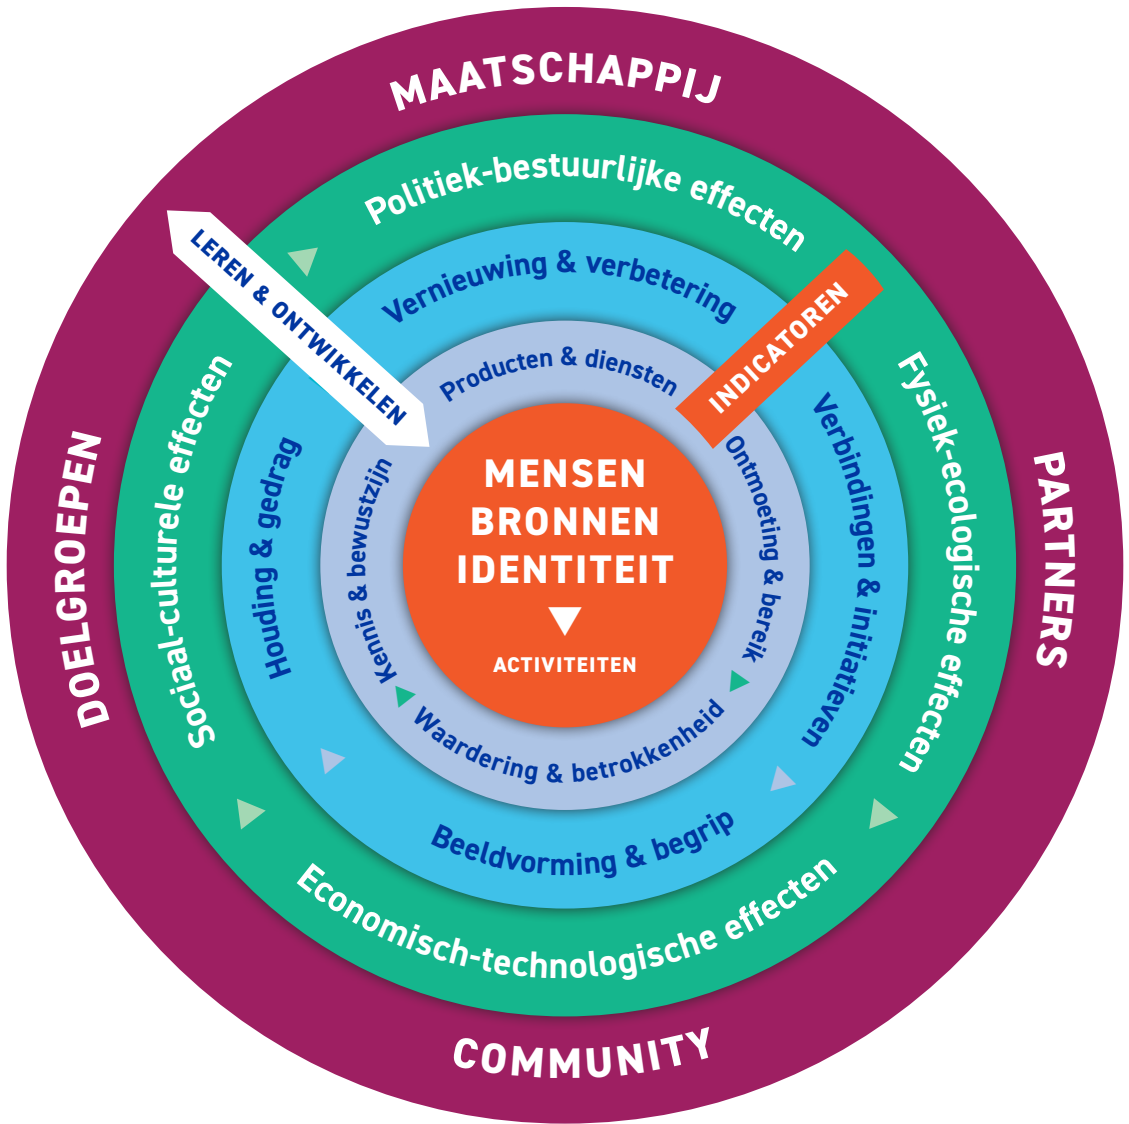 MAATSCHAPPIJ
Politiek-bestuurlijke effecten
Vernieuwing & verbetering
Producten & diensten
LEREN & ONTWIKKELEN
INDICATOREN
DOELGROEPEN
Sociaal-culturele effecten
Houding & gedrag
Kennis & bewustzijn
MENSEN
BRONNEN
IDENTITEIT
ACTIVITEITEN
Ontmoeting & bereik
Verbindingen & initiatieven
Fysiek-ecologische effecten
PARTNERS
Waardering & betrokkenheid
Beeldvorming & begrip
Economisch-technologische effecten
COMMUNITY